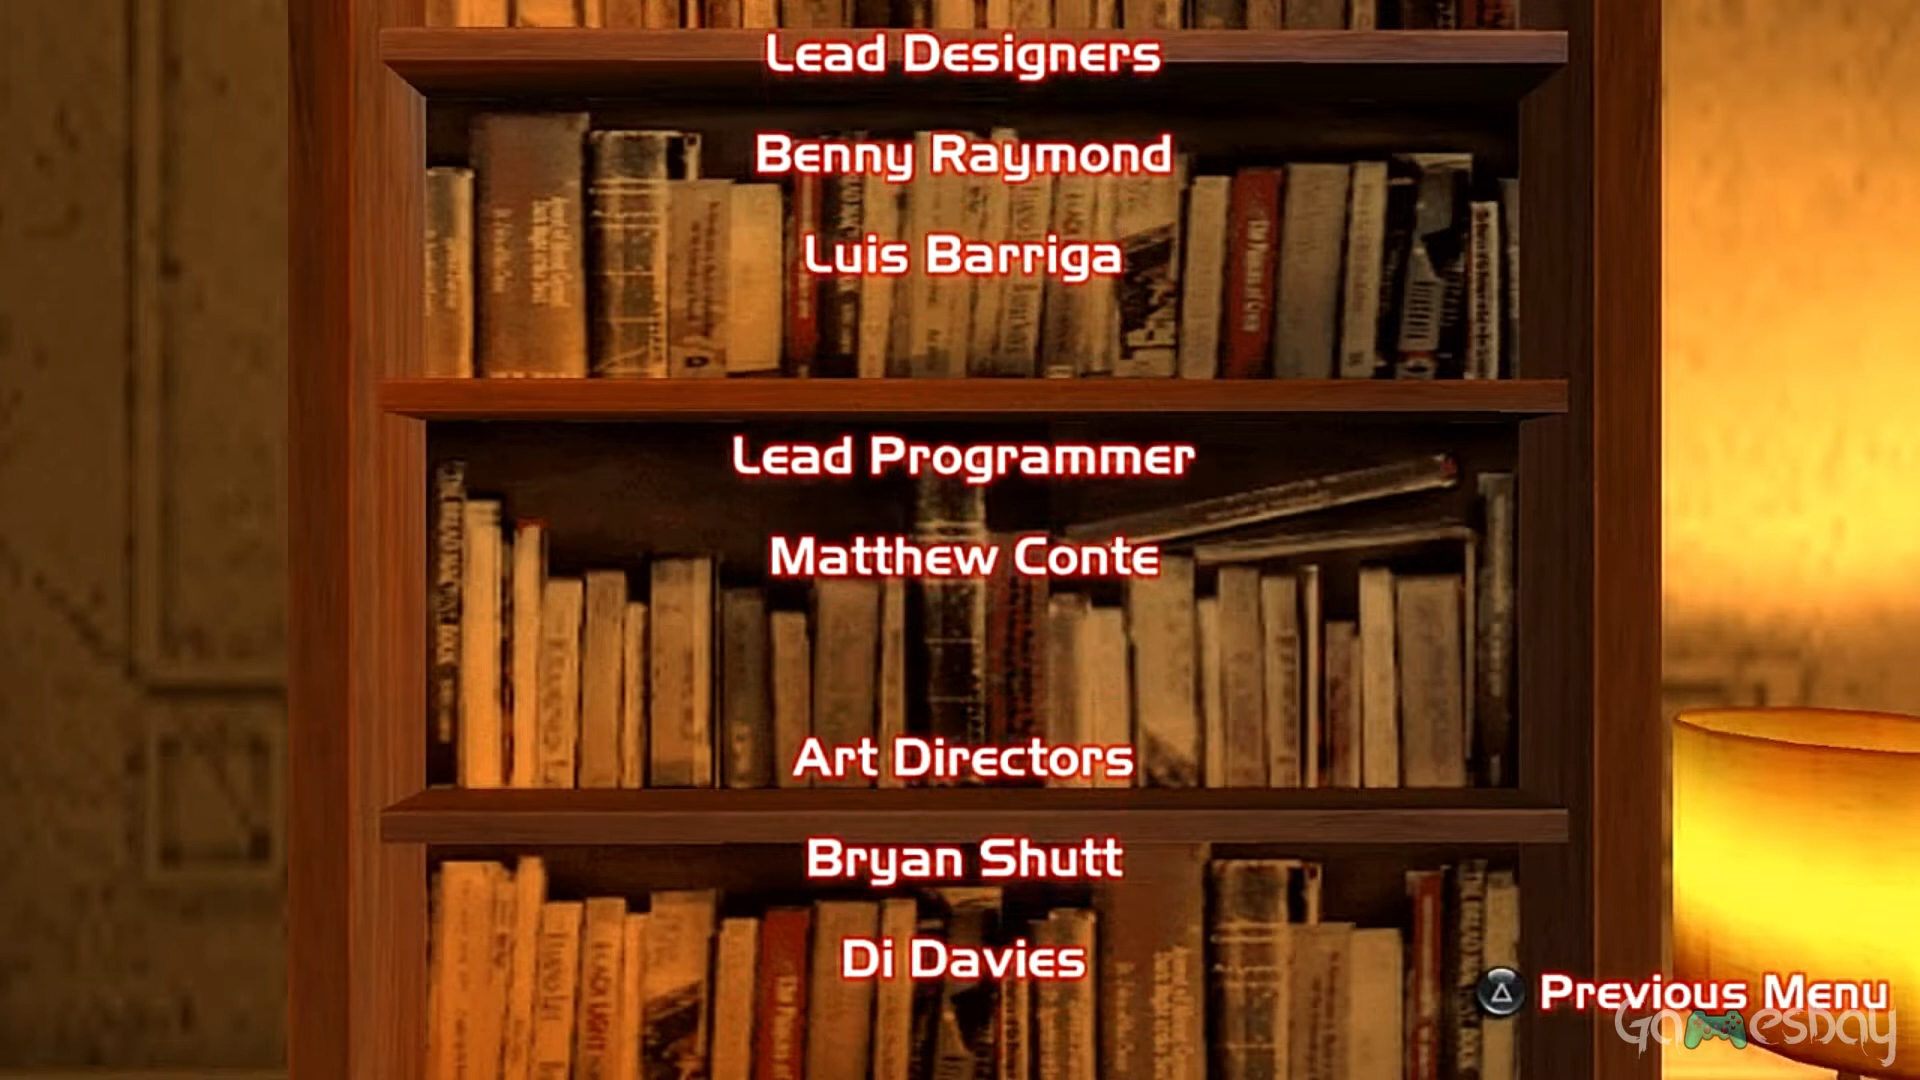 Lead Designers
Benny Raymond
Luis Barriga
Lead Programmer
Matthew Conte
Art Directors
Bryan Shutt
Di Davies
Previous Menu
GamesDay